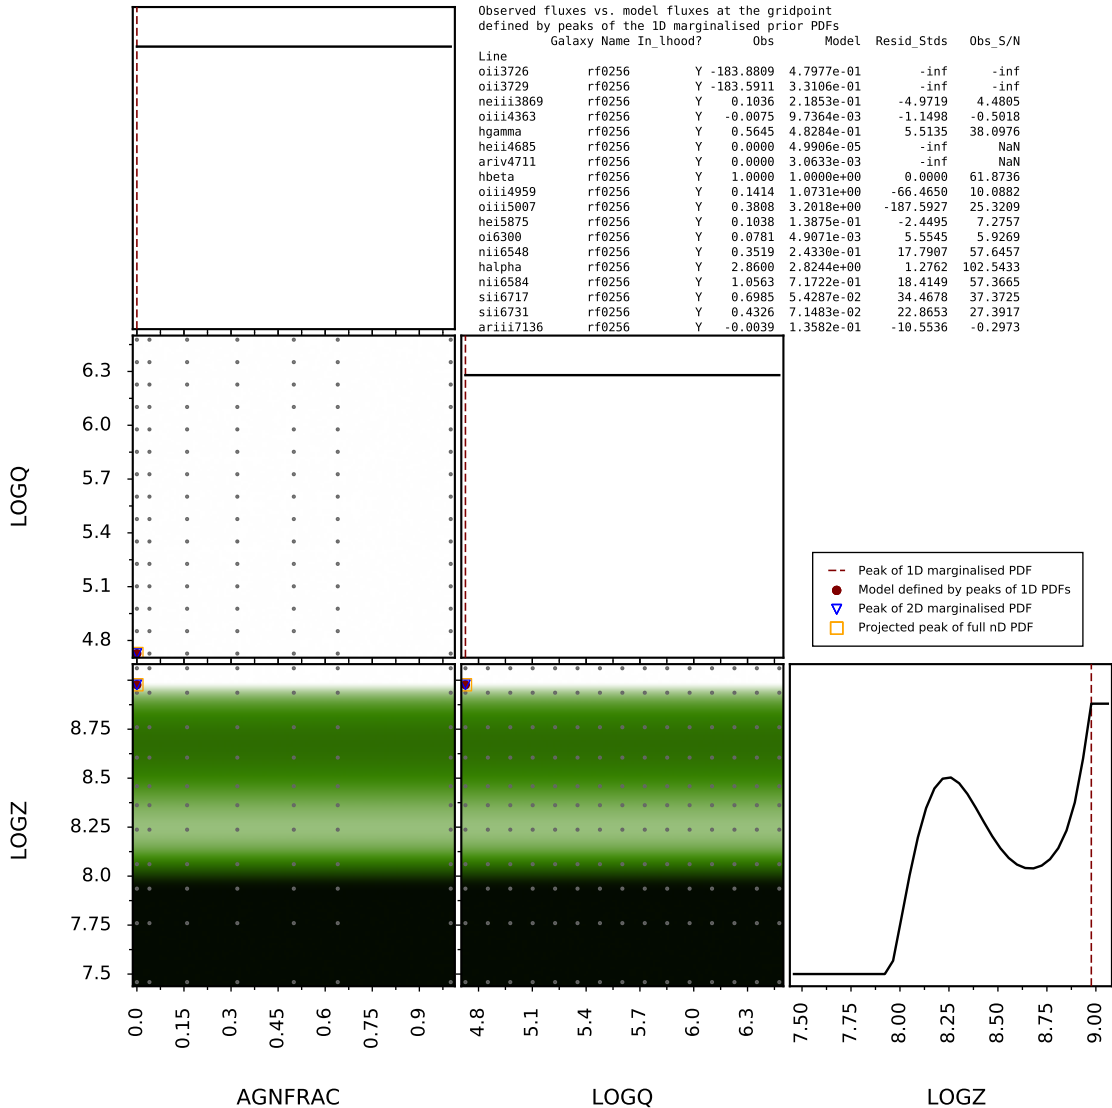 Observed fluxes vs. model fluxes at the gridpoint
defined by peaks of the 1D marginalised prior PDFs
Galaxy Name In_lhood? Obs Model Resid_Stds Obs_S/N
Line
oii3726 rf0256 Y -183.8809 4.7977e-01 -inf -inf
oii3729 rf0256 Y -183.5911 3.3106e-01 -inf -inf
neiii3869 rf0256 Y 0.1036 2.1853e-01 -4.9719 4.4805
oiii4363 rf0256 Y -0.0075 9.7364e-03 -1.1498 -0.5018
hgamma rf0256 Y 0.5645 4.8284e-01 5.5135 38.0976
heii4685 rf0256 Y 0.0000 4.9906e-05 -inf NaN
ariv4711 rf0256 Y 0.0000 3.0633e-03 -inf NaN
hbeta rf0256 Y 1.0000 1.0000e+00 0.0000 61.8736
oiii4959 rf0256 Y 0.1414 1.0731e+00 -66.4650 10.0882
oiii5007 rf0256 Y 0.3808 3.2018e+00 -187.5927 25.3209
hei5875 rf0256 Y 0.1038 1.3875e-01 -2.4495 7.2757
oi6300 rf0256 Y 0.0781 4.9071e-03 5.5545 5.9269
nii6548 rf0256 Y 0.3519 2.4330e-01 17.7907 57.6457
halpha rf0256 Y 2.8600 2.8244e+00 1.2762 102.5433
nii6584 rf0256 Y 1.0563 7.1722e-01 18.4149 57.3665
sii6717 rf0256 Y 0.6985 5.4287e-02 34.4678 37.3725
sii6731 rf0256 Y 0.4326 7.1483e-02 22.8653 27.3917
ariii7136 rf0256 Y -0.0039 1.3582e-01 -10.5536 -0.2973
LOGQ
6.3
6.0
5.7
5.4
5.1
4.8
Peak of 1D marginalised PDF
Model defined by peaks of 1D PDFs
Peak of 2D marginalised PDF
Projected peak of full nD PDF
LOGZ
8.75
8.5
8.25
8.0
7.75
7.5
0.0 0.15 0.3 0.45 0.6 0.75 0.9
4.8 5.1 5.4 5.7 6.0 6.3
7.50 7.75 8.00 8.25 8.50 8.75 9.00
AGNFRAC LOGQ LOGZ